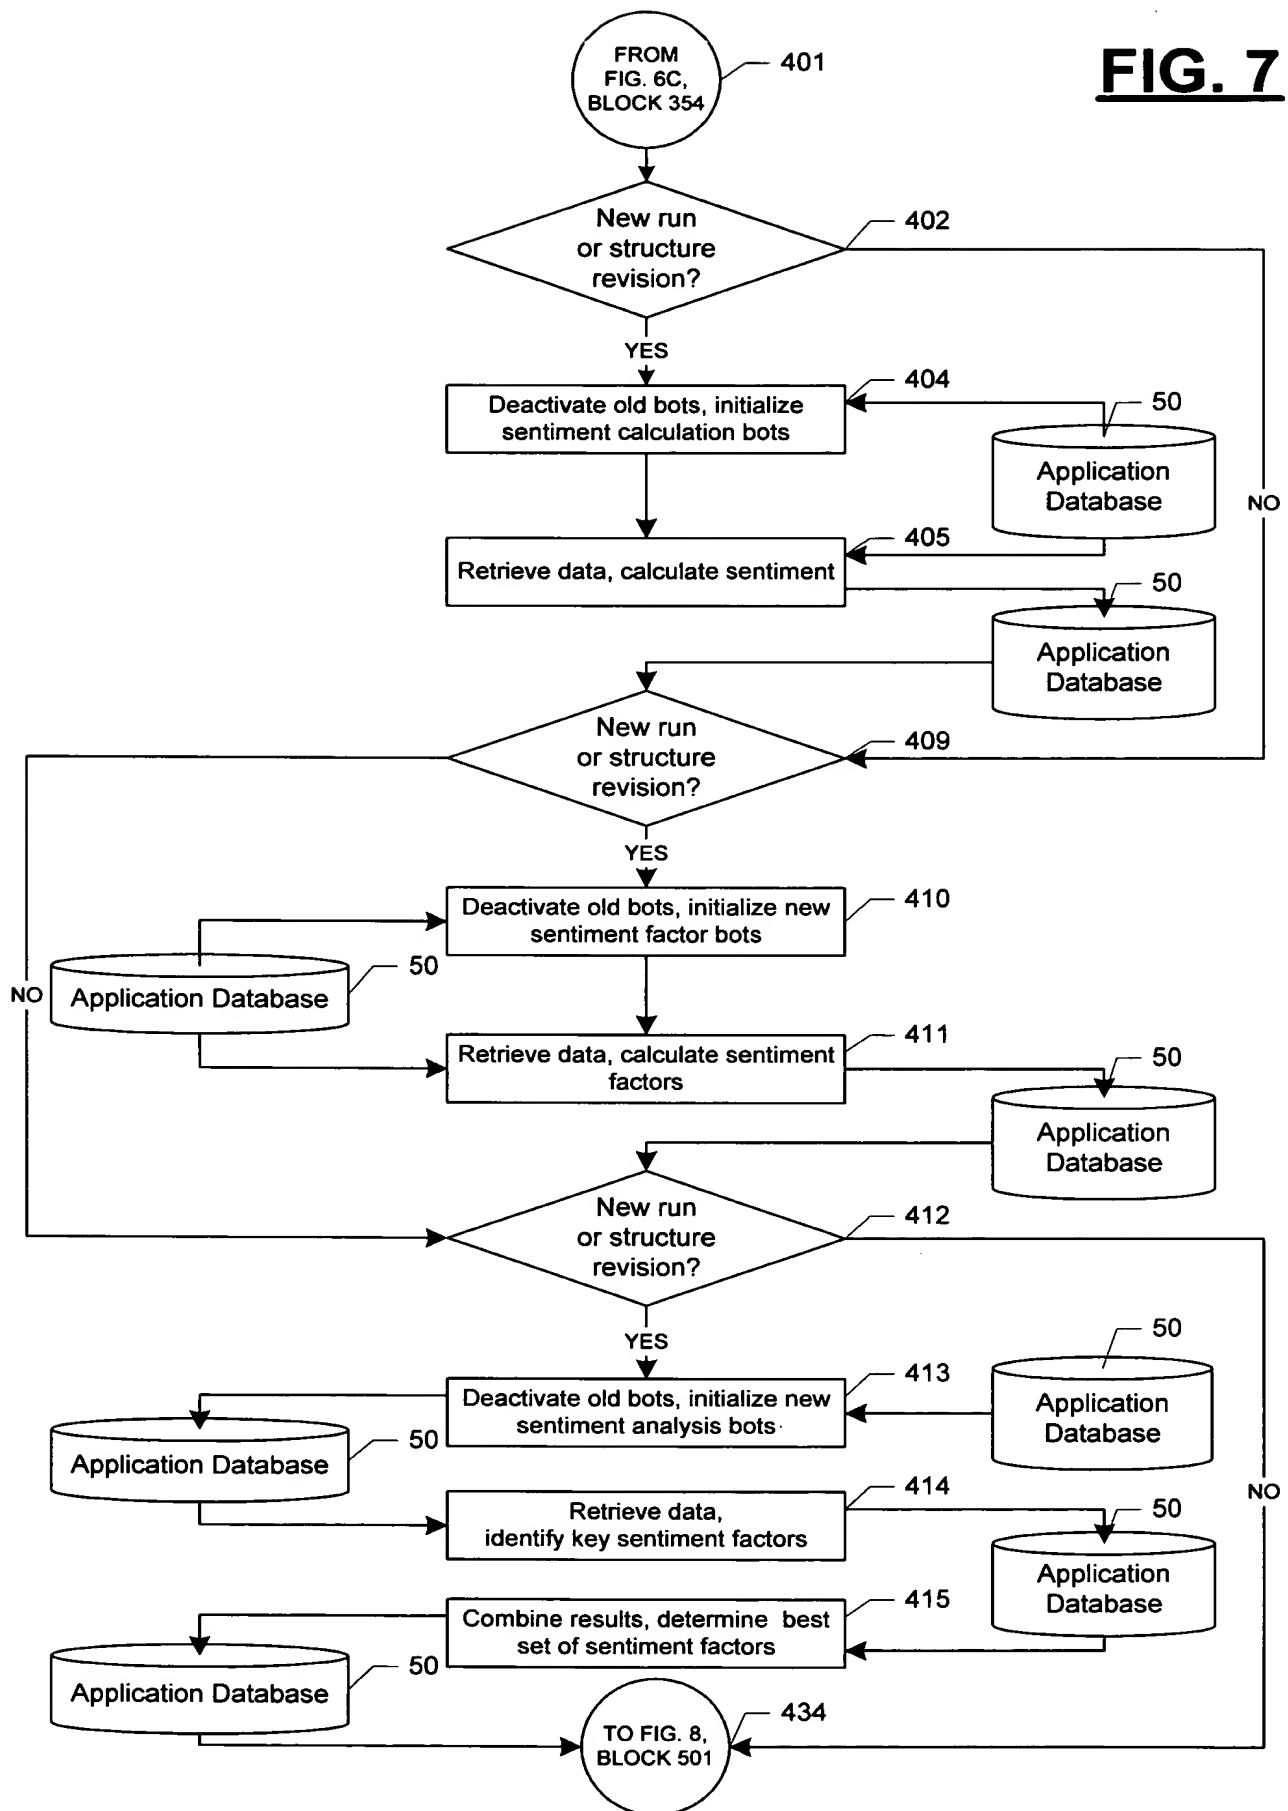 FROM
FIG. 6C,
BLOCK 354
401
FIG. 7
New run
or structure
revision?
402
YES
404
Deactivate old bots, initialize
sentiment calculation bots
50
Application
Database
NO
405
Retrieve data, calculate sentiment
50
Application
Database
New run
or structure
revision?
409
YES
410
Deactivate old bots, initialize new
sentiment factor bots
50
Application Database
NO
411
Retrieve data, calculate sentiment
factors
50
Application
Database
New run
or structure
revision?
412
YES
50
413
Deactivate old bots, initialize new
sentiment analysis bots
Application
Database
50
Application Database
414
NO
Retrieve data,
identify key sentiment factors
50
Application
Database
415
Combine results, determine best
set of sentiment factors
50
Application Database
434
TO FIG. 8,
BLOCK 501